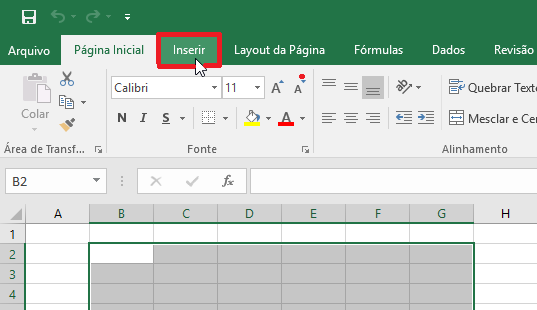 Arquivo Página Inicial Inserir Layout da Página Fórmulas Dados Revisão
Colar
Calibri 11 A A
Quebrar Texto
N I S A
Mesclar e Cen
Área de Transf... Fonte Alinhamento
B2 fx
A B C D E F G H
1
2
3
4